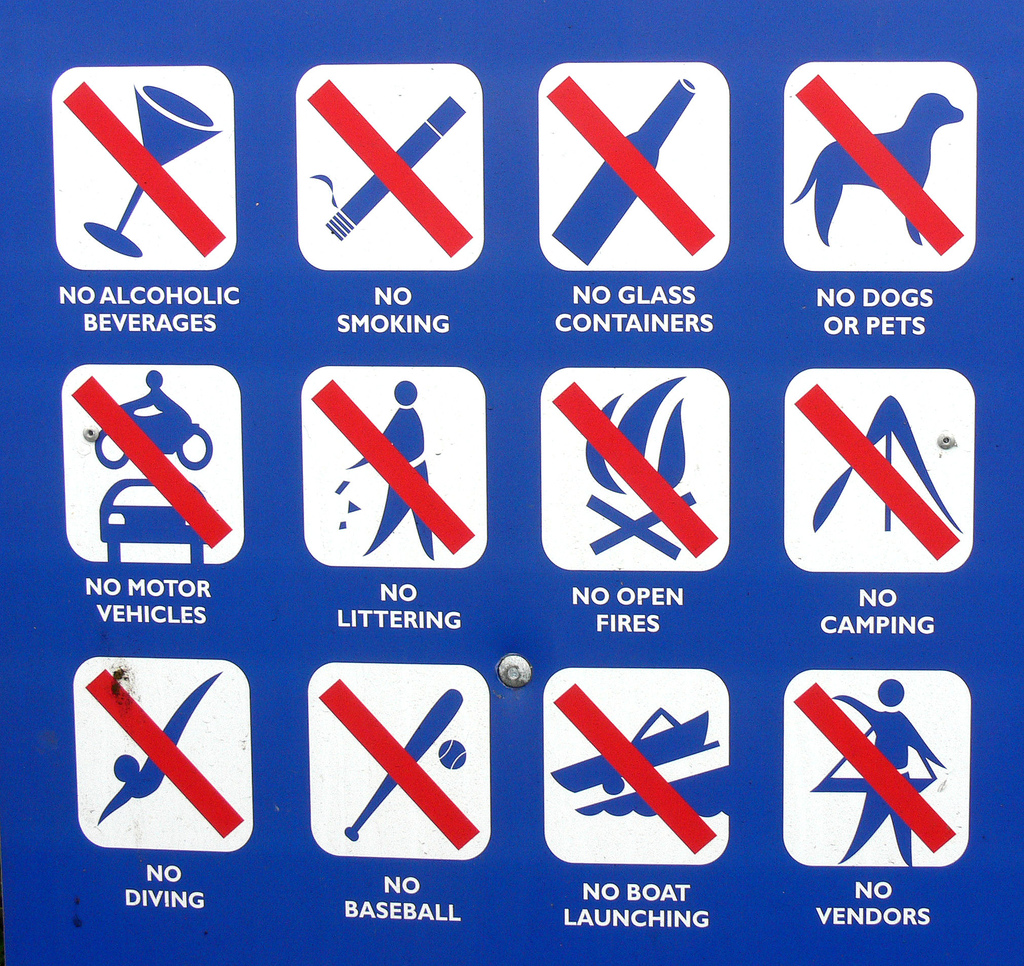 NO ALCOHOLIC
BEVERAGES
NO
SMOKING
NO GLASS
CONTAINERS
NO DOGS
OR PETS
NO MOTOR
VEHICLES
NO
LITTERING
NO OPEN
FIRES
NO
CAMPING
NO
DIVING
NO
BASEBALL
NO BOAT
LAUNCHING
NO
VENDORS